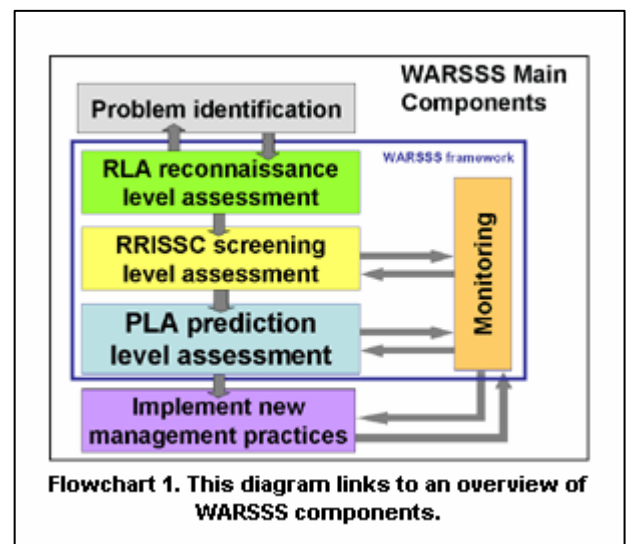 WARSSS Main
Components
Problem identification
WARSSS framework
RLA reconnaissance
level assessment
RRISSC screening
level assessment
Monitoring
PLA prediction
level assessment
Implement new
management practices
Flowchart 1. This diagram links to an overview of
WARSSS components.